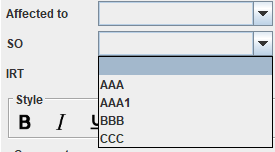 Affected to
SO
IRT
AAA
Style
AAA1
B I U
BBB
CCC